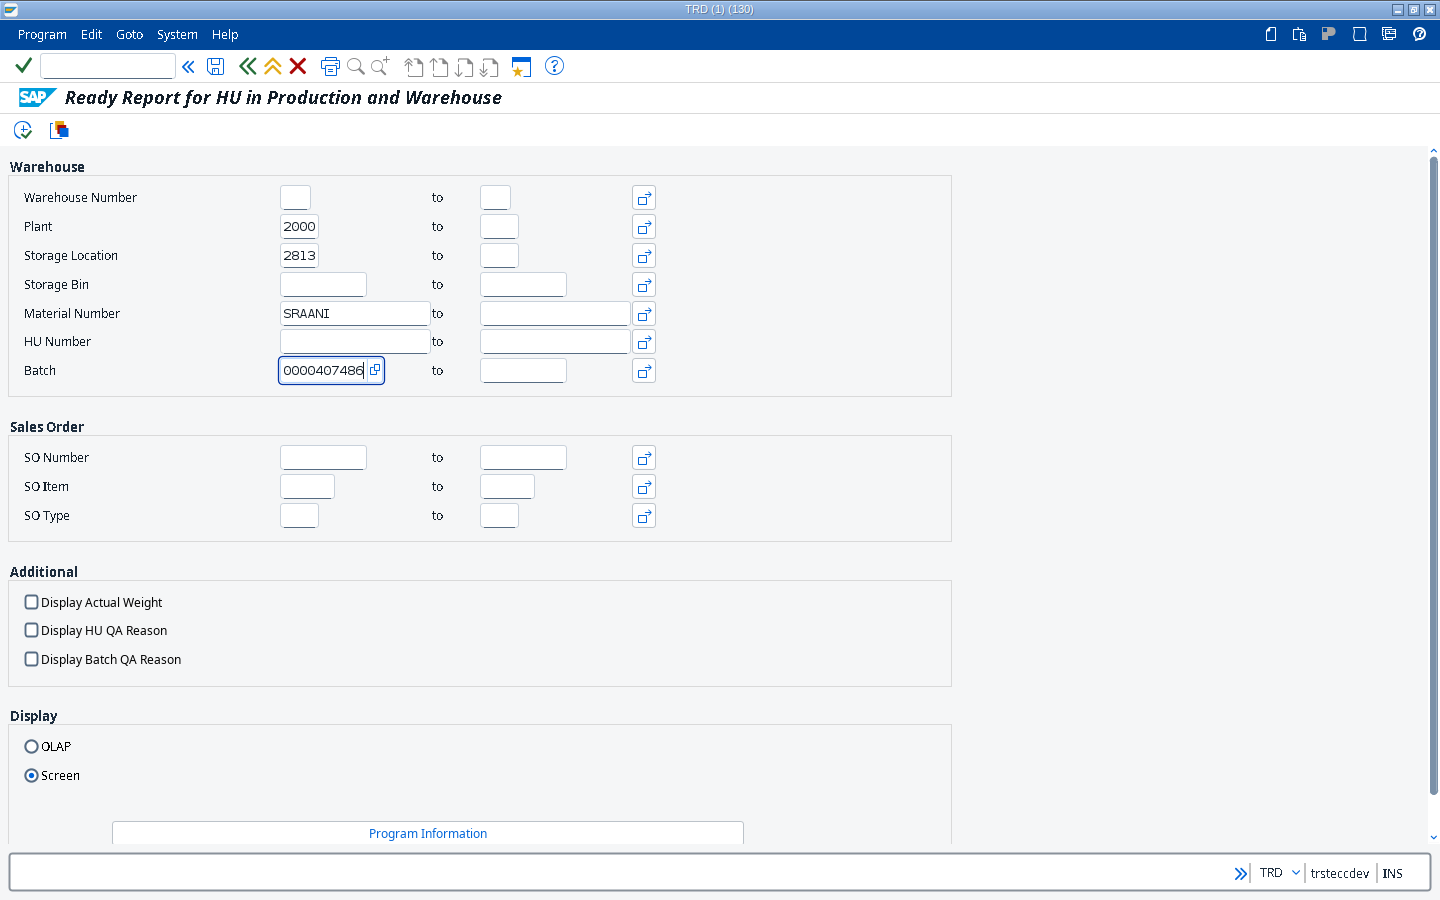 TRD (1) (130)
Program Edit Goto System Help
SAP Ready Report for HU in Production and Warehouse
Warehouse
Warehouse Number to
Plant 2000 to
Storage Location 2813 to
Storage Bin to
Material Number SRAANI to
HU Number to
Batch 0000407486 to
Sales Order
SO Number to
SO Item to
SO Type to
Additional
Display Actual Weight
Display HU QA Reason
Display Batch QA Reason
Display
OLAP
Screen
Program Information
TRD trsteccdev INS